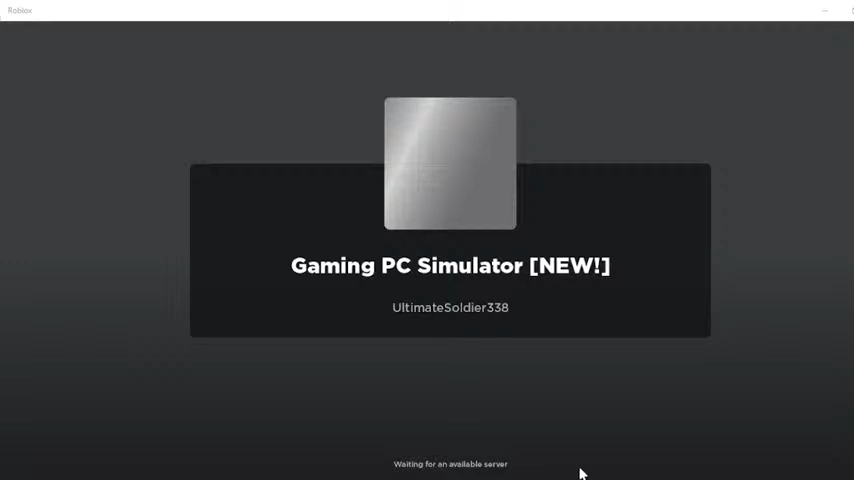 Roblox
Gaming PC Simulator [NEW!]
UltimateSoldier338
Waiting for an available server